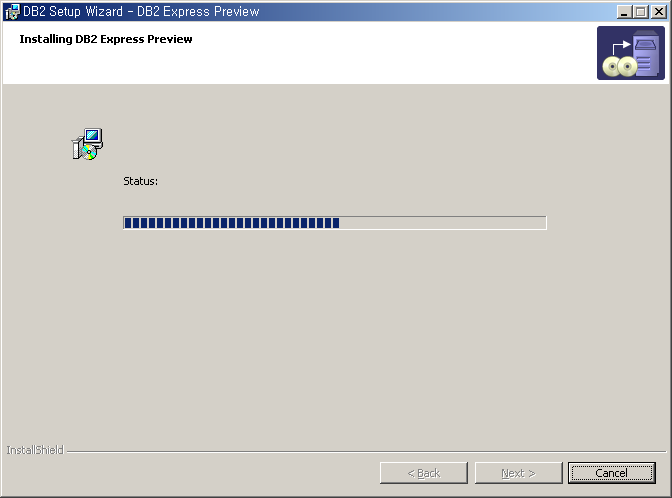 DB2 Setup Wizard - DB2 Express Preview
Installing DB2 Express Preview
Status:
InstallShield
< Back Next > Cancel